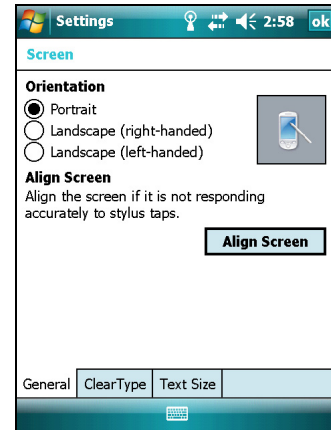 Settings 2:58 ok
Screen
Orientation
Portrait
Landscape (right-handed)
Landscape (left-handed)
Align Screen
Align the screen if it is not responding
accurately to stylus taps.
Align Screen
General ClearType Text Size